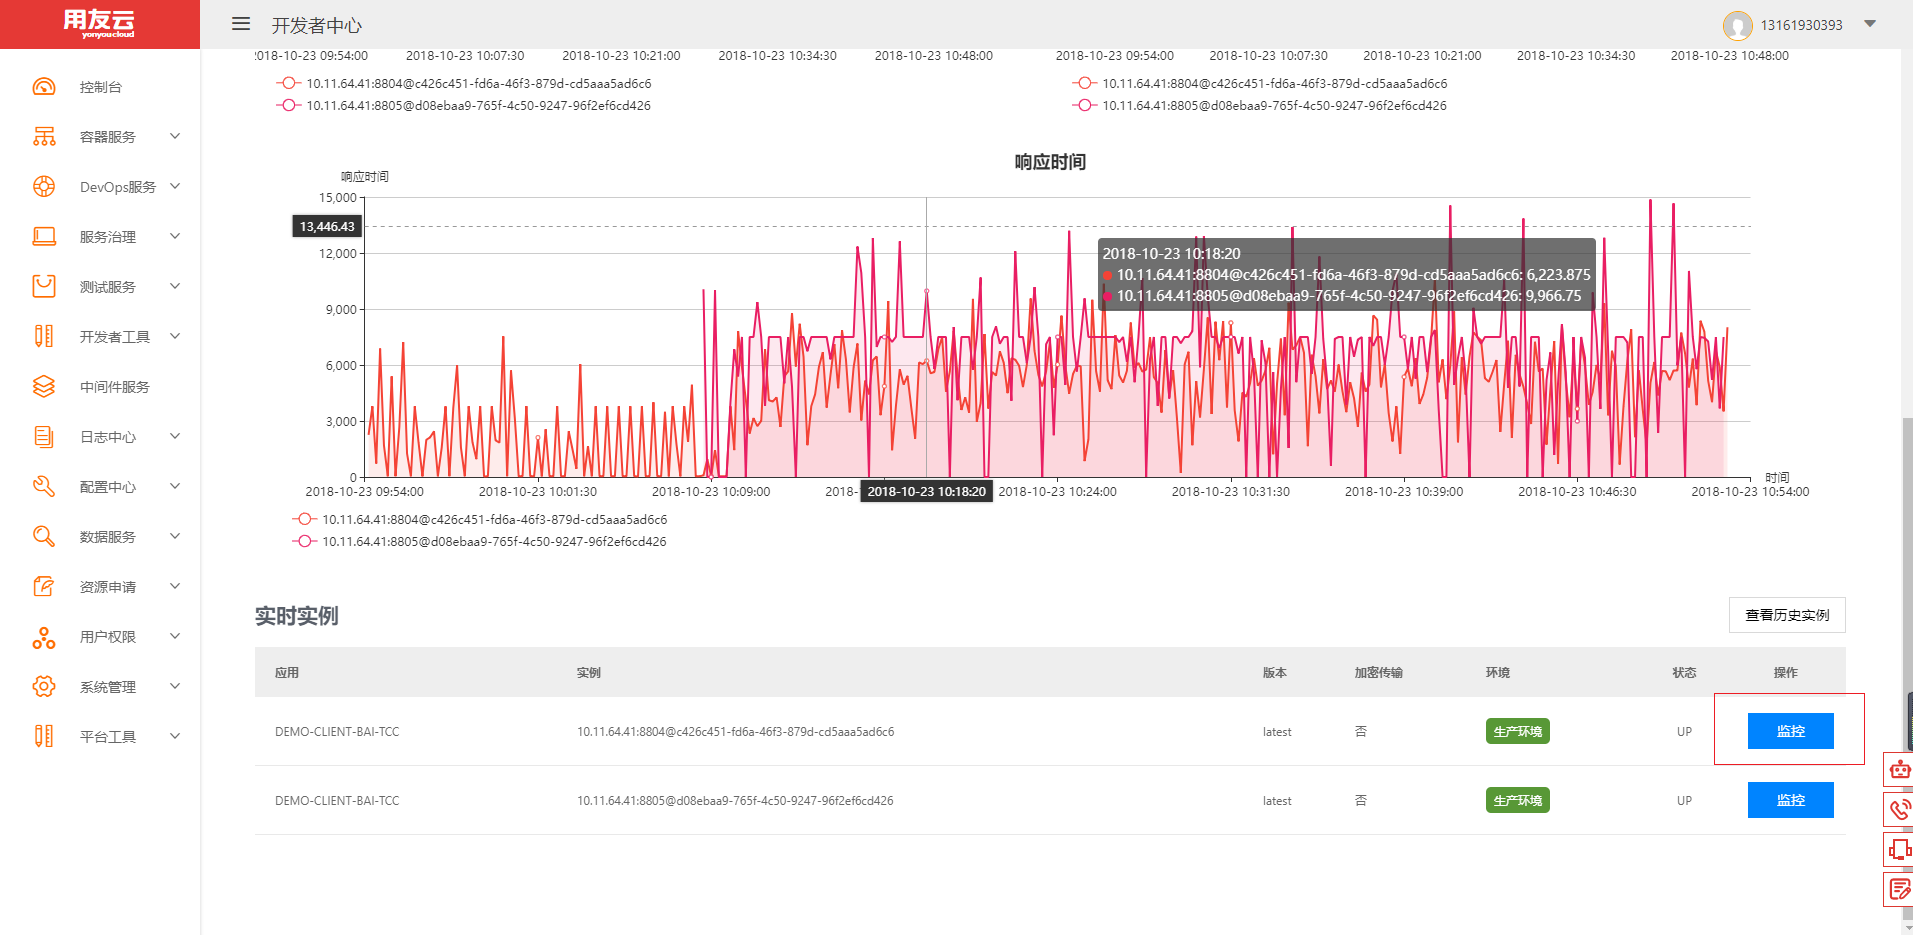 用友云
yonyoucloud
开发者中心
13161930393
控制台
容器服务
DevOps服务
服务治理
测试服务
开发者工具
中间件服务
日志中心
配置中心
数据服务
资源申请
用户权限
系统管理
平台工具
2018-10-23 09:54:00 2018-10-23 10:07:30 2018-10-23 10:21:00 2018-10-23 10:34:30 2018-10-23 10:48:00
2018-10-23 09:54:00 2018-10-23 10:07:30 2018-10-23 10:21:00 2018-10-23 10:34:30 2018-10-23 10:48:00
10.11.64.41:8804@c426c451-fd6a-46f3-879d-cd5aaa5ad6c6
10.11.64.41:8805@d08ebaa9-765f-4c50-9247-96f2ef6cd426
10.11.64.41:8804@c426c451-fd6a-46f3-879d-cd5aaa5ad6c6
10.11.64.41:8805@d08ebaa9-765f-4c50-9247-96f2ef6cd426
响应时间
响应时间
15,000
13,446.43
12,000
9,000
6,000
3,000
0
2018-10-23 10:18:20
10.11.64.41:8804@c426c451-fd6a-46f3-879d-cd5aaa5ad6c6: 6,223.875
10.11.64.41:8805@d08ebaa9-765f-4c50-9247-96f2ef6cd426: 9,966.75
时间
2018-10-23 09:54:00 2018-10-23 10:01:30 2018-10-23 10:09:00 2018- 2018-10-23 10:18:20 2018-10-23 10:24:00 2018-10-23 10:31:30 2018-10-23 10:39:00 2018-10-23 10:46:30 2018-10-23 10:54:00
10.11.64.41:8804@c426c451-fd6a-46f3-879d-cd5aaa5ad6c6
10.11.64.41:8805@d08ebaa9-765f-4c50-9247-96f2ef6cd426
实时实例
查看历史实例
应用 实例 版本 加密传输 环境 状态 操作
DEMO-CLIENT-BAI-TCC 10.11.64.41:8804@c426c451-fd6a-46f3-879d-cd5aaa5ad6c6 latest 否 生产环境 UP 监控
DEMO-CLIENT-BAI-TCC 10.11.64.41:8805@d08ebaa9-765f-4c50-9247-96f2ef6cd426 latest 否 生产环境 UP 监控